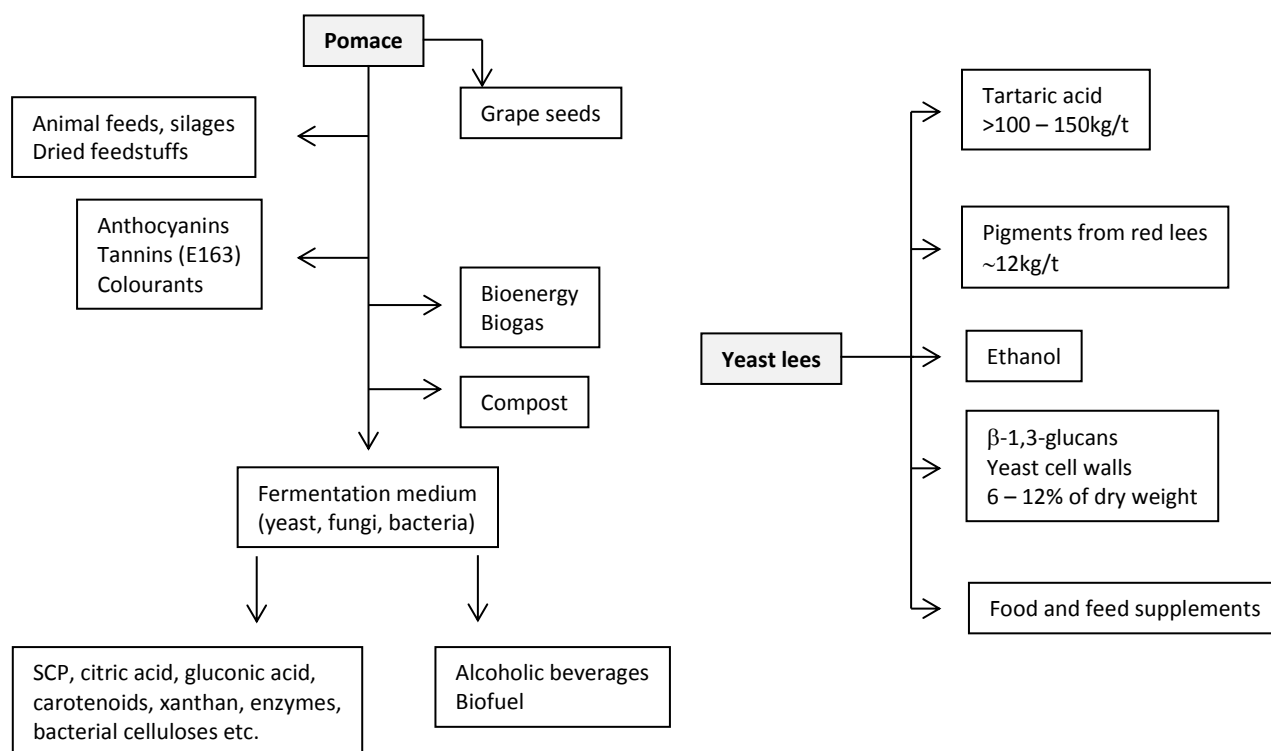 Pomace
Grape seeds
Animal feeds, silages
Dried feedstuffs
Anthocyanins
Tannins (E163)
Colourants
Bioenergy
Biogas
Compost
Fermentation medium
(yeast, fungi, bacteria)
SCP, citric acid, gluconic acid,
carotenoids, xanthan, enzymes,
bacterial celluloses etc.
Alcoholic beverages
Biofuel
Yeast lees
Tartaric acid
>100 – 150kg/t
Pigments from red lees
~12kg/t
Ethanol
β-1,3-glucans
Yeast cell walls
6 – 12% of dry weight
Food and feed supplements